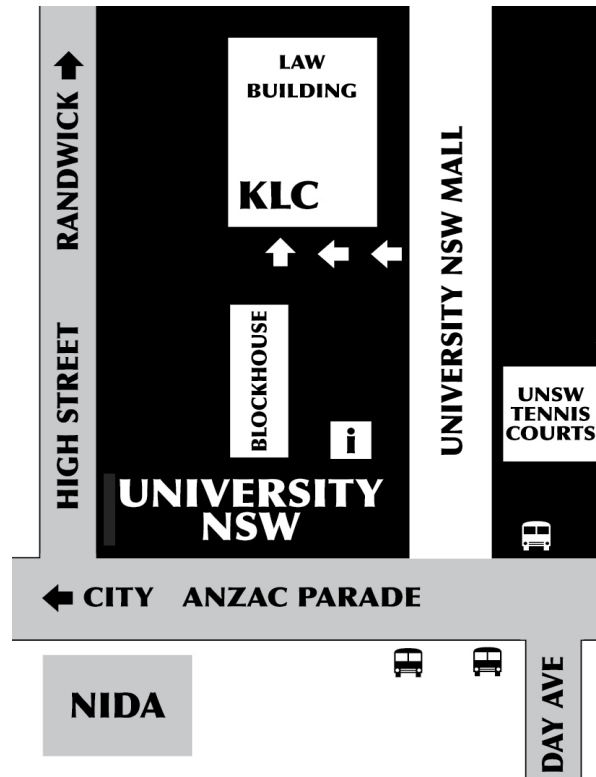 LAW
BUILDING
KLC
RANDWICK
HIGH STREET
UNIVERSITY NSW MALL
BLOCKHOUSE
i
UNSW
TENNIS
COURTS
UNIVERSITY
NSW
CITY ANZAC PARADE
NIDA
DAY AVE